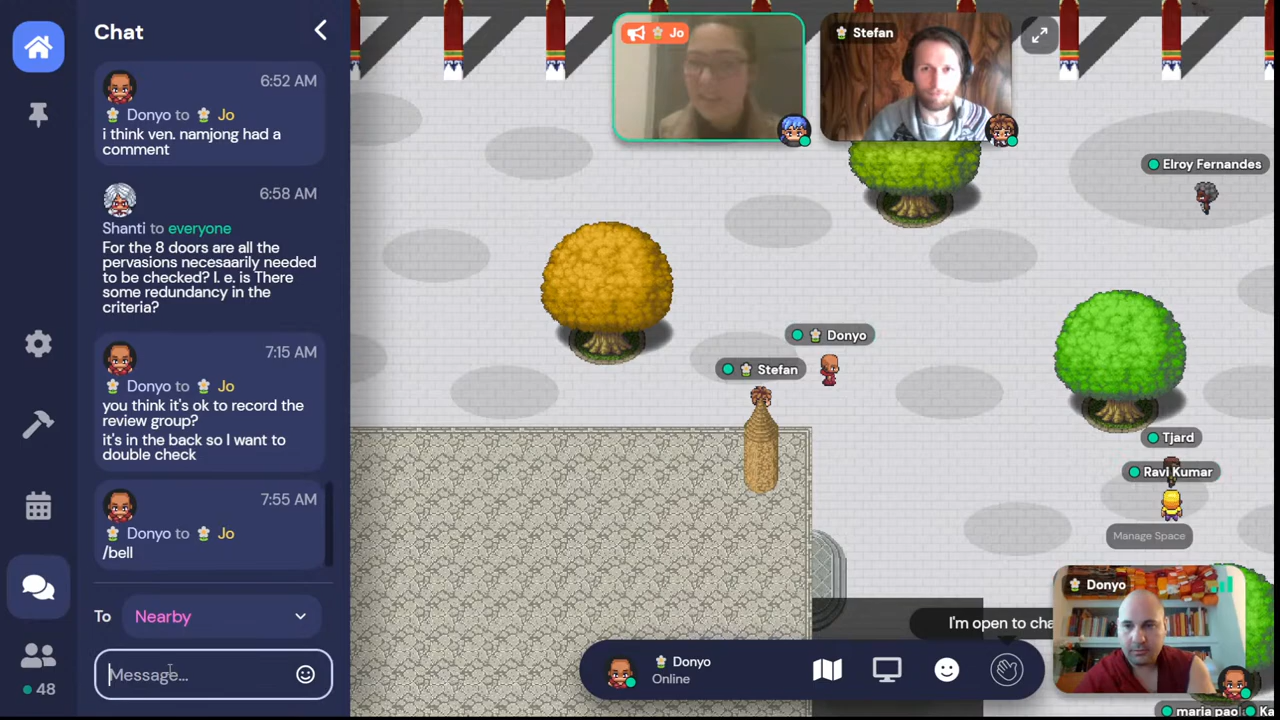 Chat
6:52 AM
Donyo to Jo
i think ven. namjong had a
comment
6:58 AM
Shanti to everyone
For the 8 doors are all the
pervasions necesaarily needed
to be checked? I. e. is There
some redundancy in the
criteria?
7:15 AM
Donyo to Jo
you think it's ok to record the
review group?
it's in the back so I want to
double check
7:55 AM
Donyo to Jo
/bell
To Nearby
Message...
48
Jo
Stefan
Elroy Fernandes
Donyo
Stefan
Tjard
Ravi Kumar
Manage Space
Donyo
I'm open to cha
Donyo
Online
maria pao
Ka